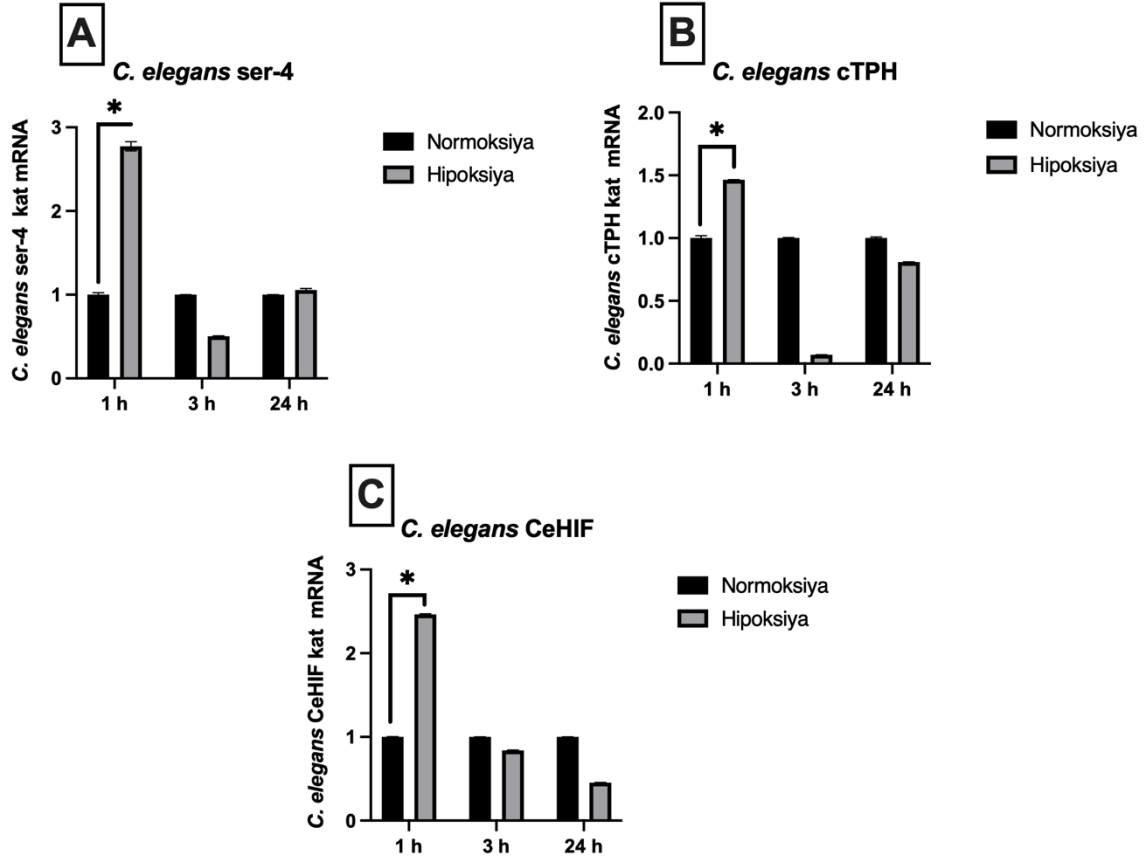 A
C. elegans ser-4
C. elegans ser-4 kat mRNA
3
2
1
0
*
1 h
3 h
24 h
Normoksiya
Hipoksiya
B
C. elegans cTPH
C. elegans cTPH kat mRNA
2.0
1.5
1.0
0.5
0.0
*
1 h
3 h
24 h
Normoksiya
Hipoksiya
C
C. elegans CeHIF
C. elegans CeHIF kat mRNA
3
2
1
0
*
1 h
3 h
24 h
Normoksiya
Hipoksiya